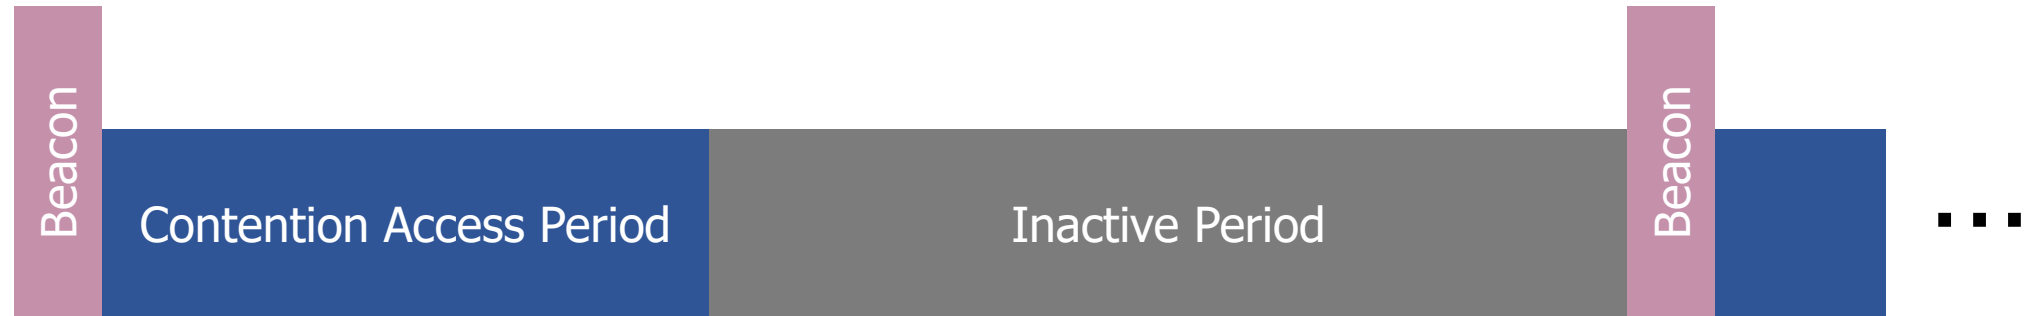 Beacon
Contention Access Period
Inactive Period
Beacon
...